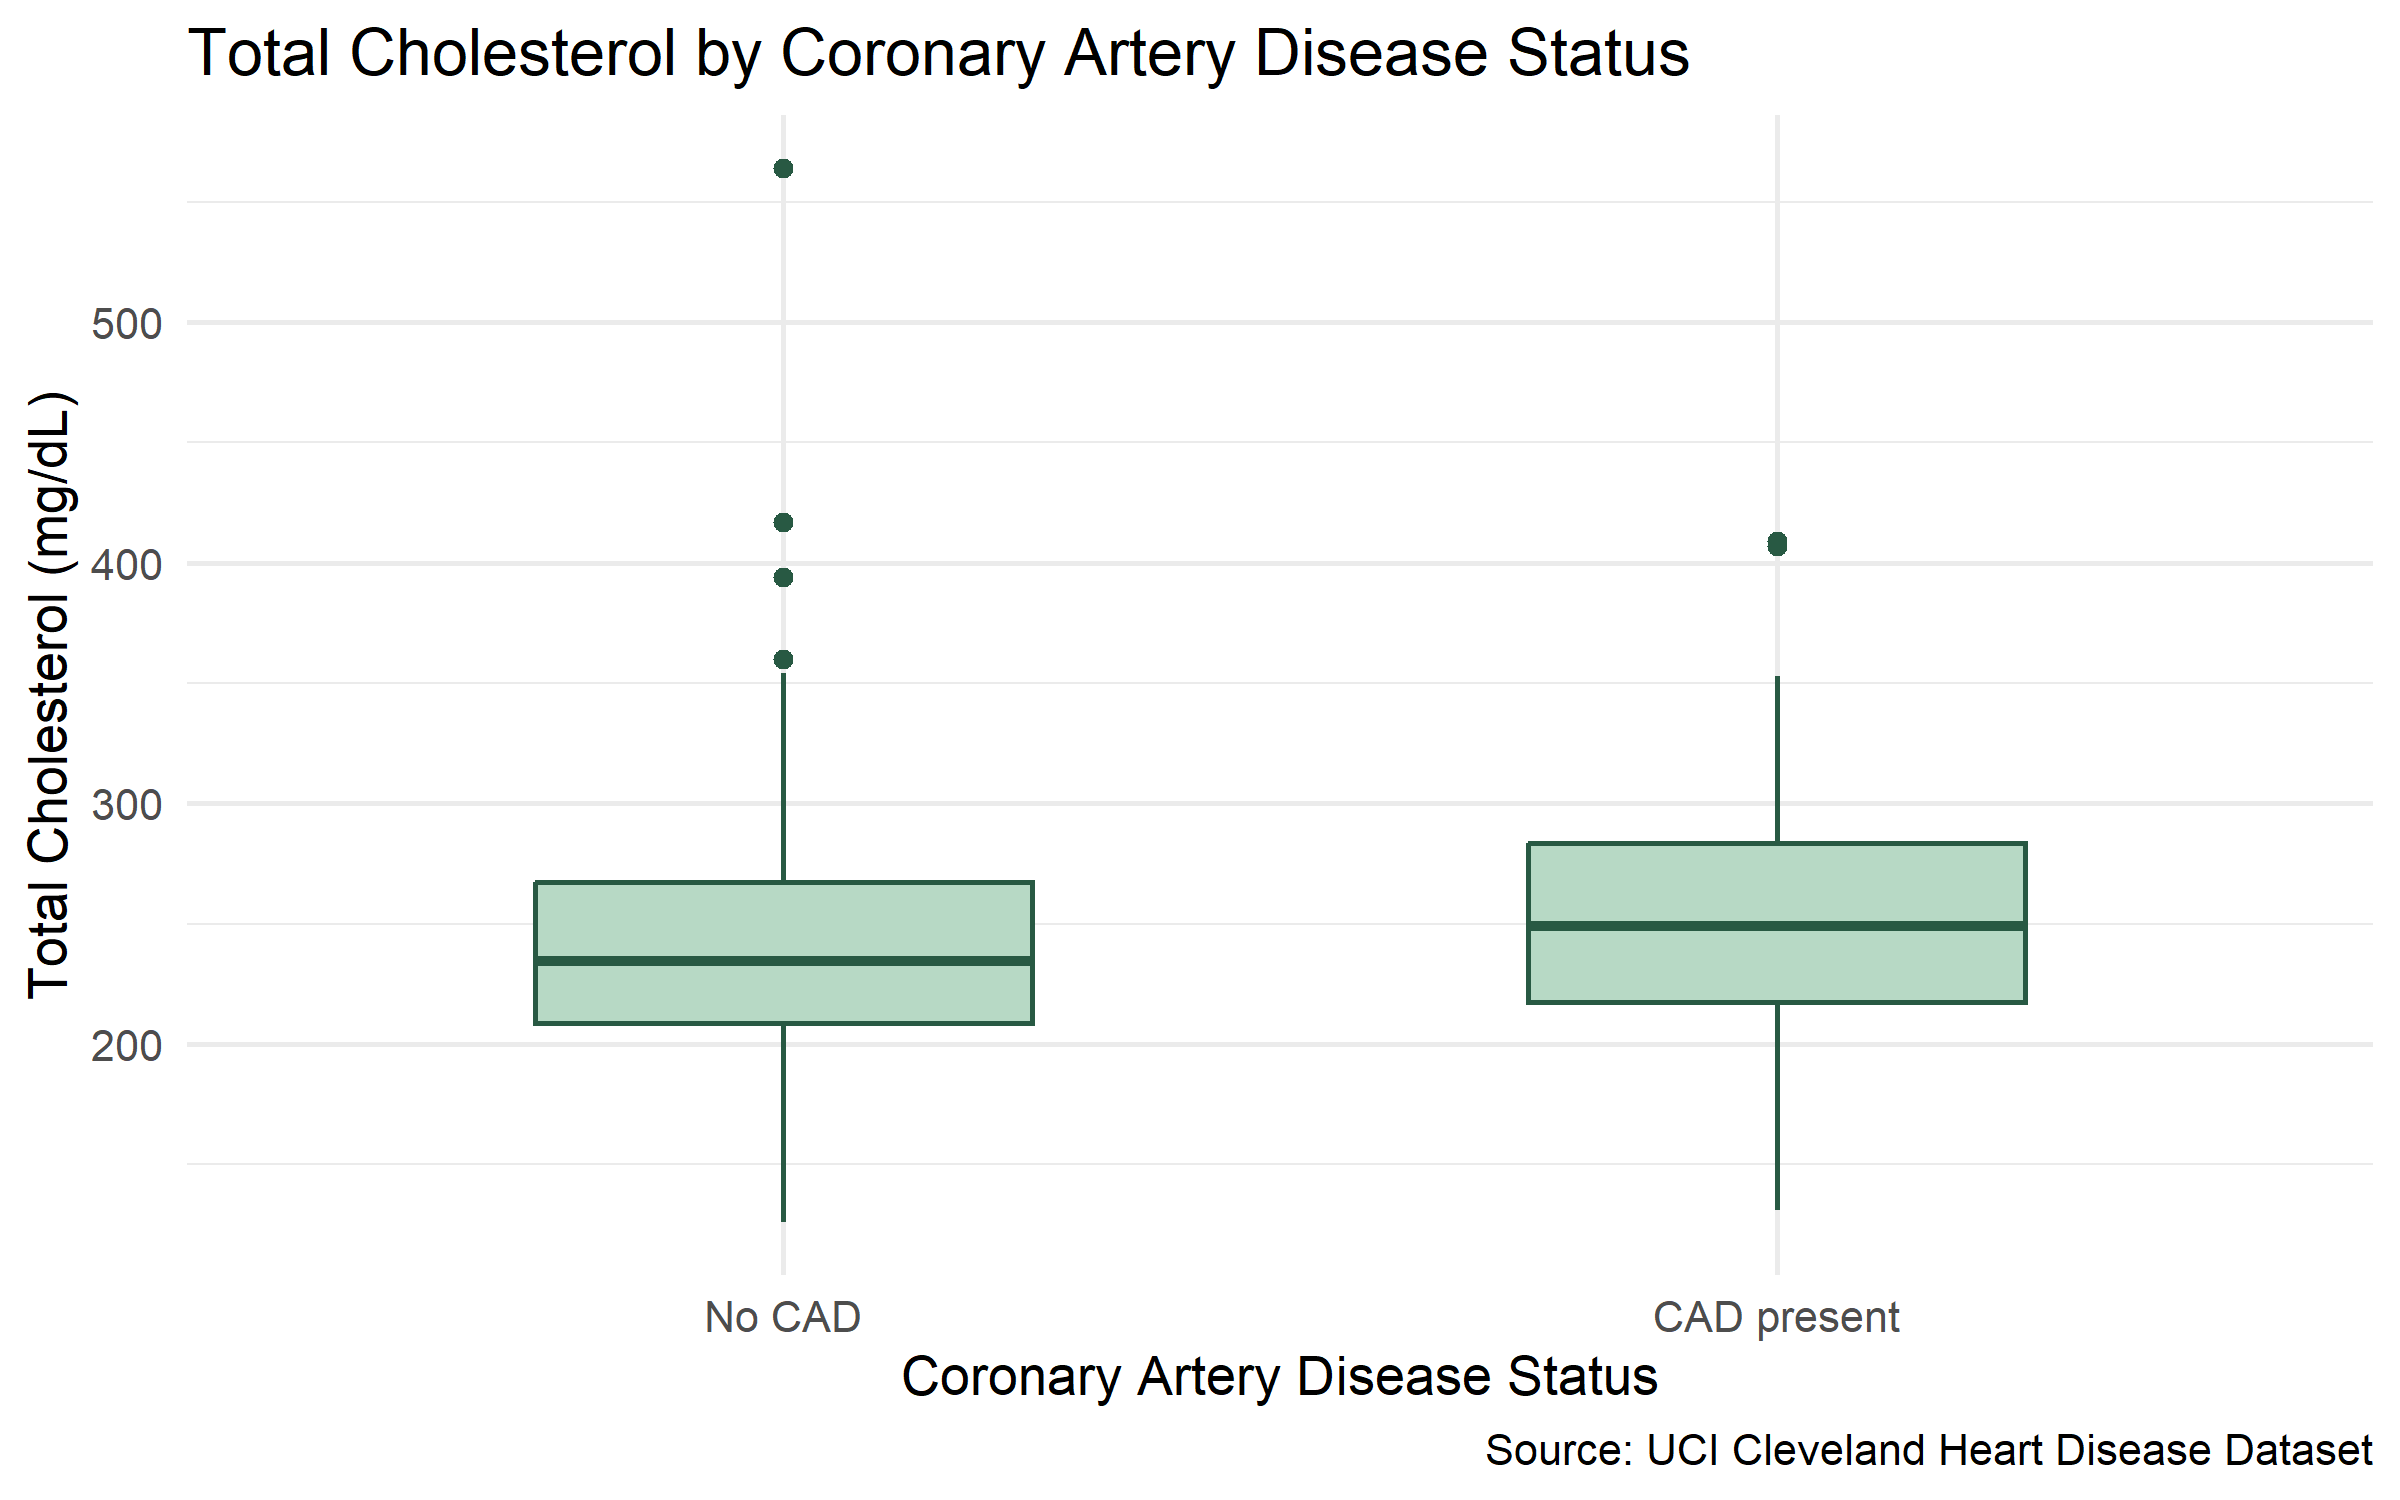 Total Cholesterol by Coronary Artery Disease Status
Total Cholesterol (mg/dL)
500
400
300
200
No CAD
CAD present
Coronary Artery Disease Status
Source: UCI Cleveland Heart Disease Dataset